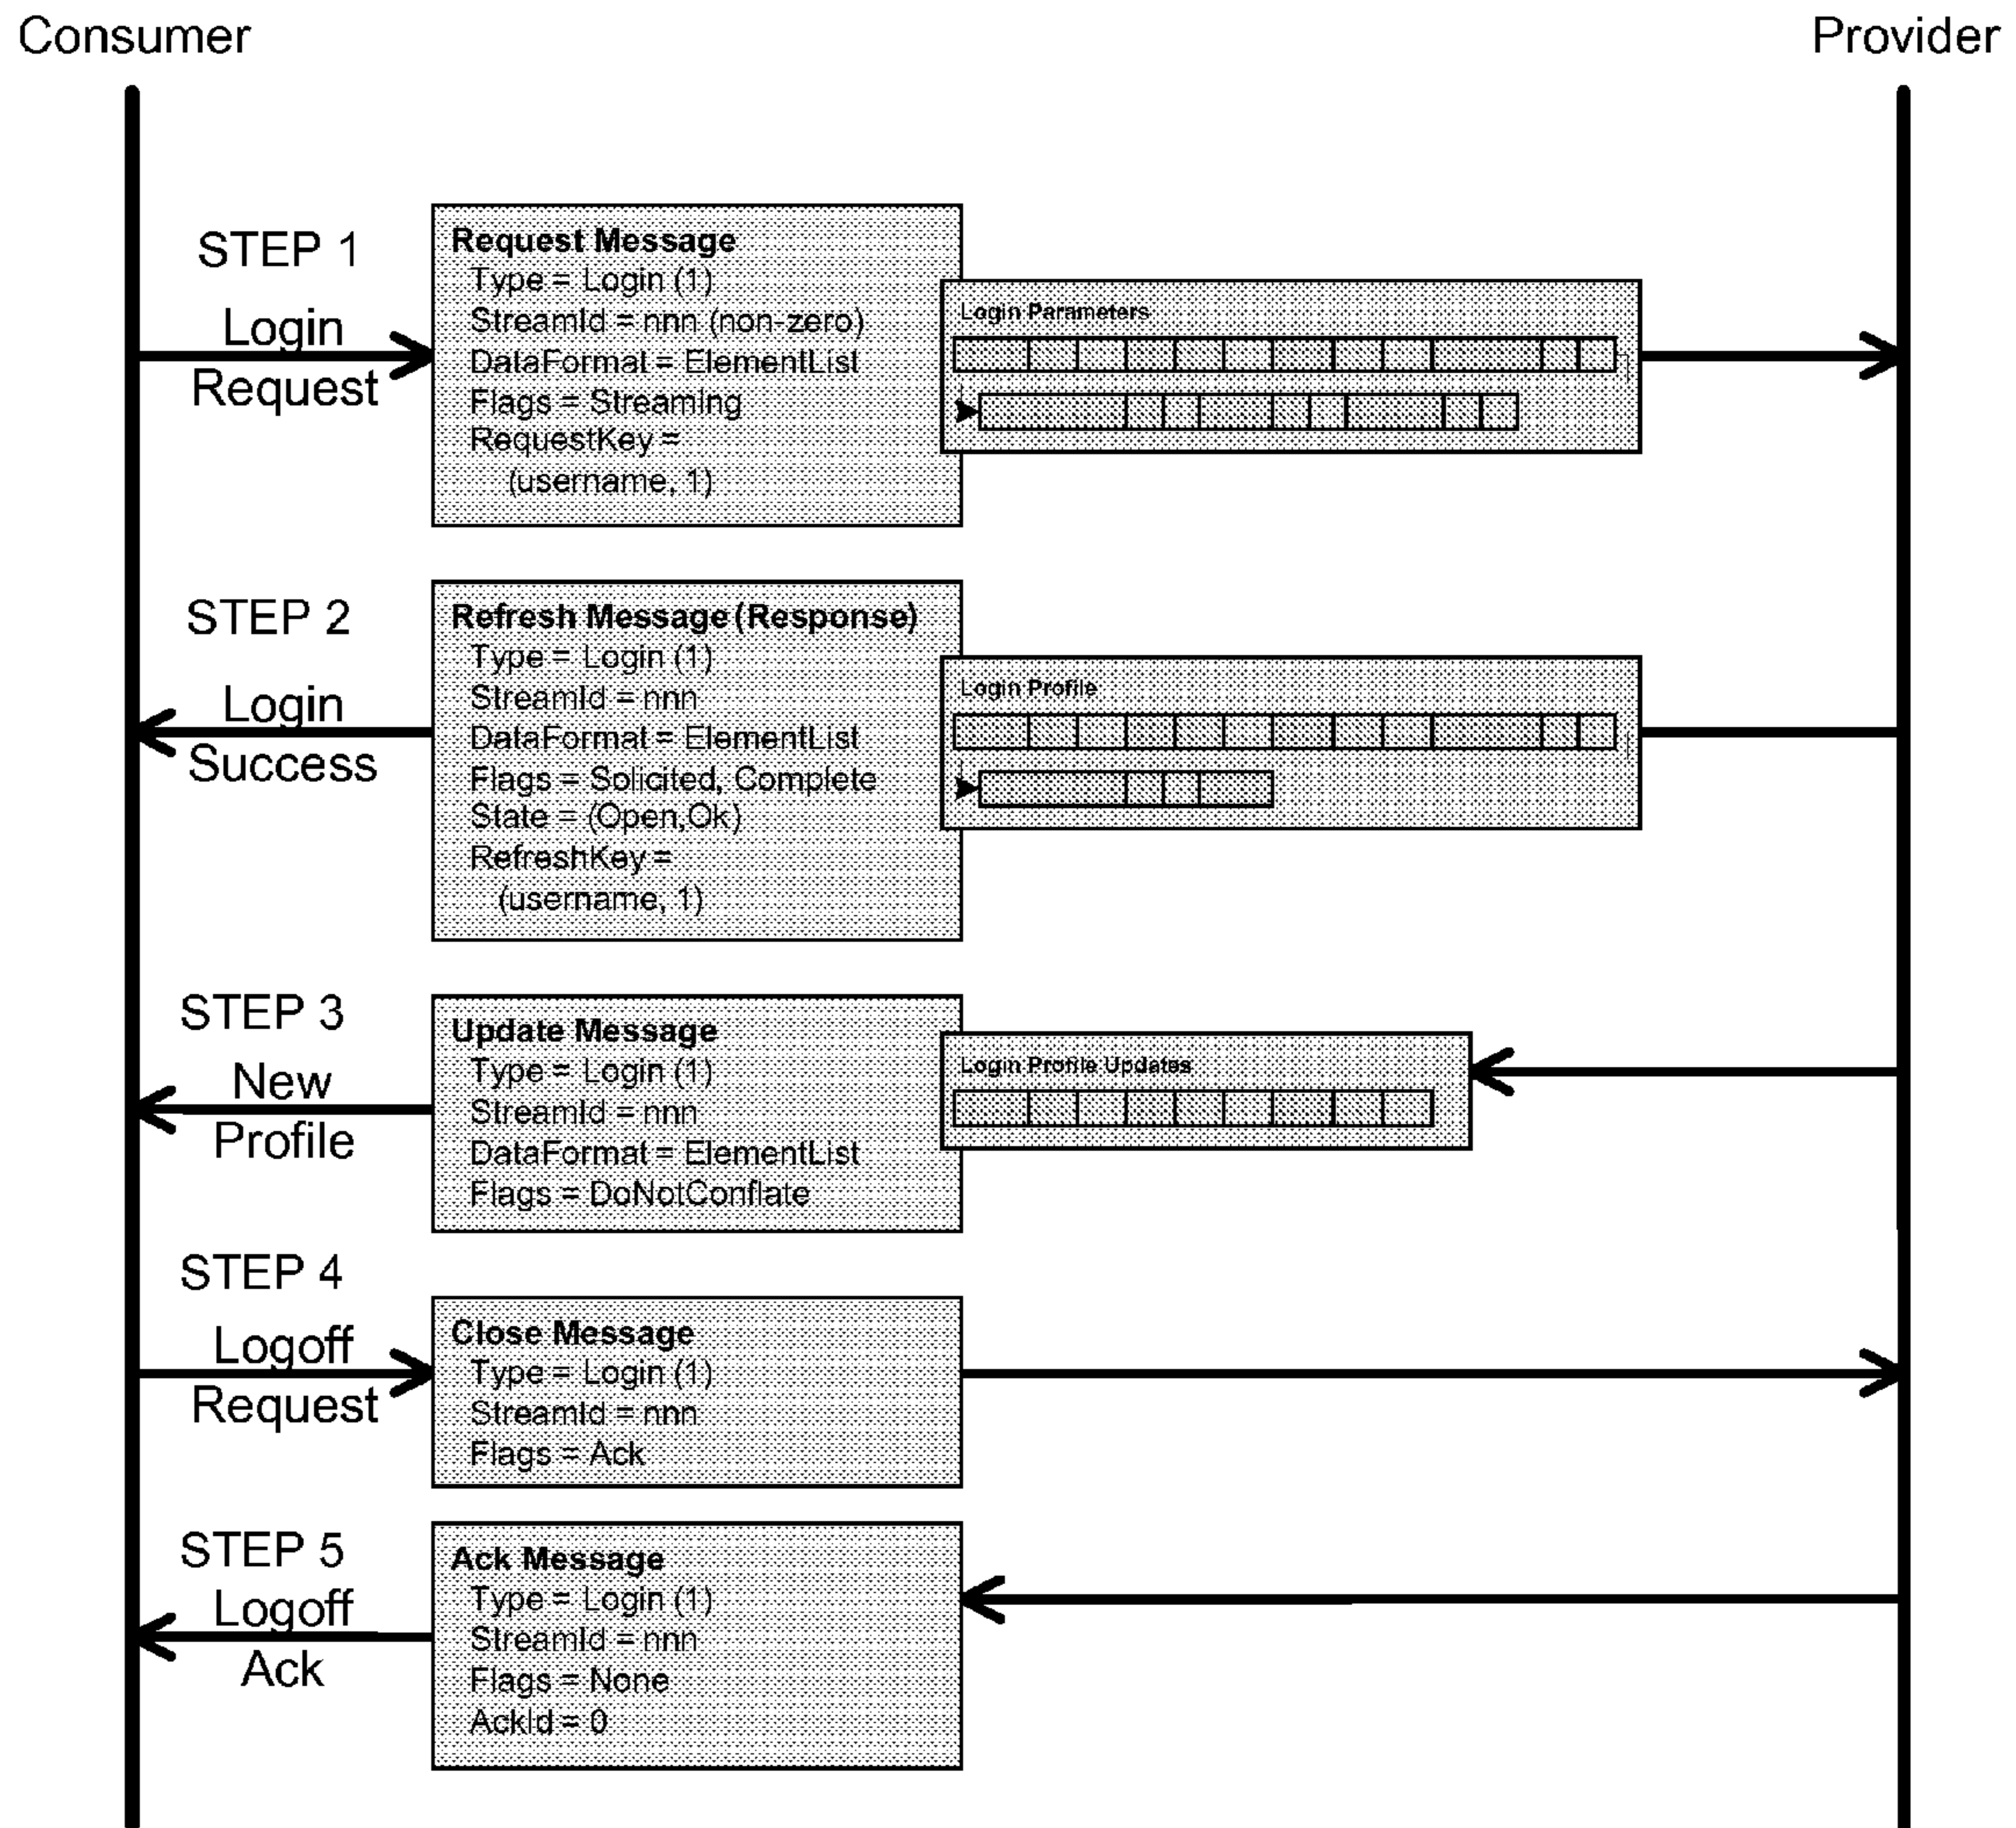 Consumer
Provider
STEP 1
Login
Request
Request Message
Type = Login (1)
StreamId = nnn (non-zero)
DataFormat = ElementList
Flags = Streaming
RequestKey =
(username, 1)
Login Parameters
STEP 2
Login
Success
Refresh Message (Response)
Type = Login (1)
StreamId = nnn
DataFormat = ElementList
Flags = Solicited, Complete
State = (Open,Ok)
RefreshKey =
(username, 1)
Login Profile
STEP 3
New
Profile
Update Message
Type = Login (1)
StreamId = nnn
DataFormat = ElementList
Flags = DoNotConflate
Login Profile Updates
STEP 4
Logoff
Request
Close Message
Type = Login (1)
StreamId = nnn
Flags = Ack
STEP 5
Logoff
Ack
Ack Message
Type = Login (1)
StreamId = nnn
Flags = None
AckId = 0